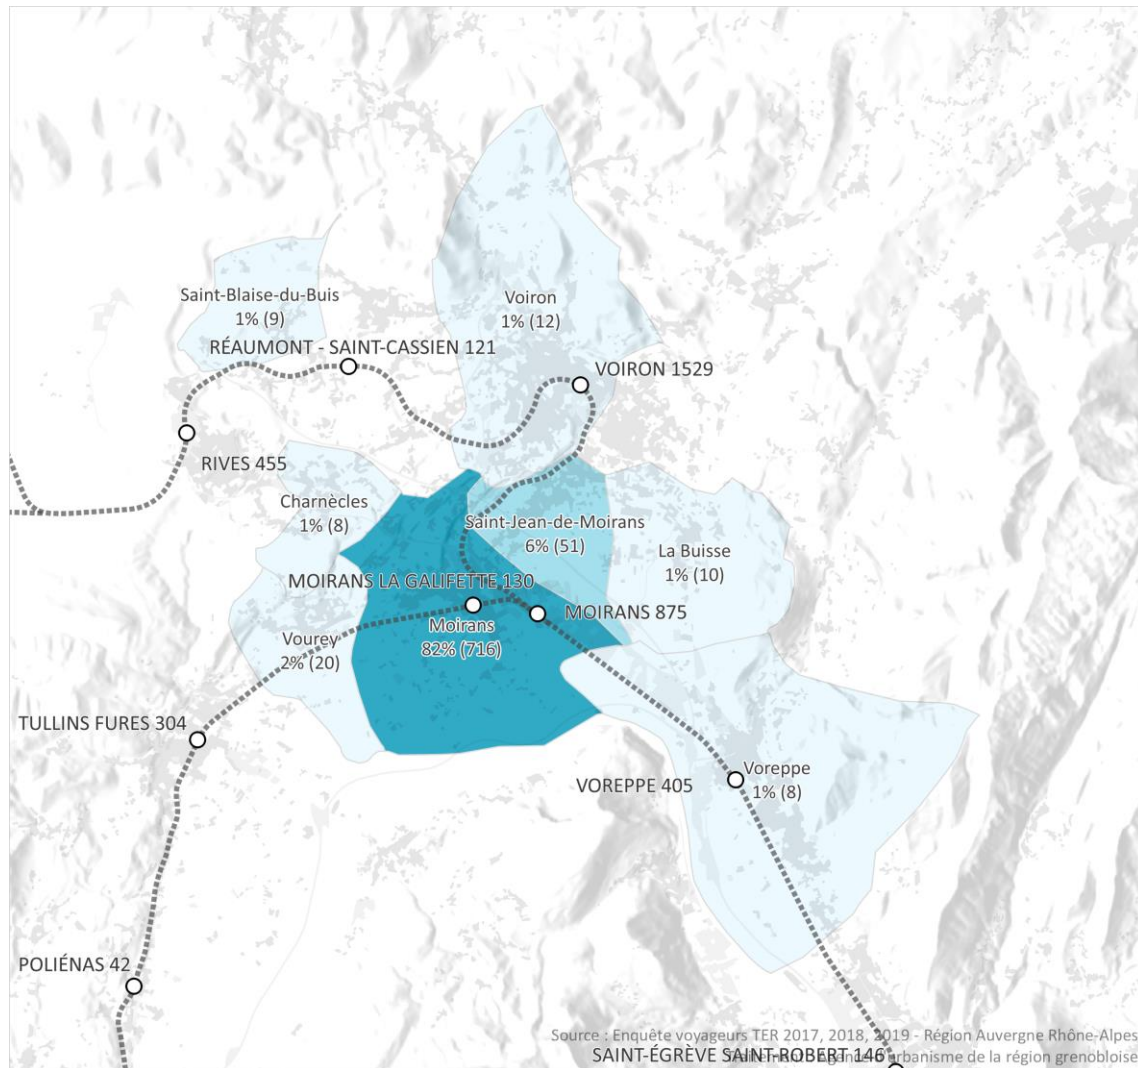 Saint-Blaise-du-Buis
1% (9)
Voiron
1% (12)
RÉAUMONT - SAINT-CASSIEN 121
VOIRON 1529
RIVES 455
Charnècles
1% (8)
Saint-Jean-de-Moirans
6% (51)
La Buisse
1% (10)
MOIRANS LA GALIFETTE 130
MOIRANS 875
Moirans
82% (716)
Vourey
2% (20)
TULLINS FURES 304
VOREPPE 405
Voreppe
1% (8)
POLIÉNAS 42
Source : Enquête voyageurs TER 2017, 2018, 2019 - Région Auvergne Rhône-Alpes
SAINT-ÉGRÈVE SAINT-ROBERT 146
urbanisme de la région grenobloise